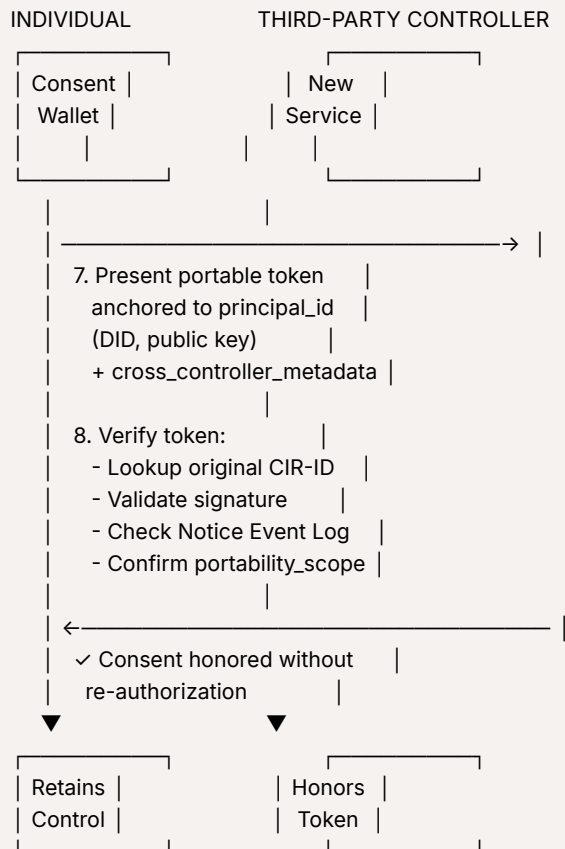 INDIVIDUAL THIRD-PARTY CONTROLLER
Consent New
Wallet Service
7. Present portable token
anchored to principal_id
(DID, public key)
+ cross_controller_metadata
8. Verify token:
- Lookup original CIR-ID
- Validate signature
- Check Notice Event Log
- Confirm portability_scope
✓ Consent honored without
re-authorization
Retains Honors
Control Token